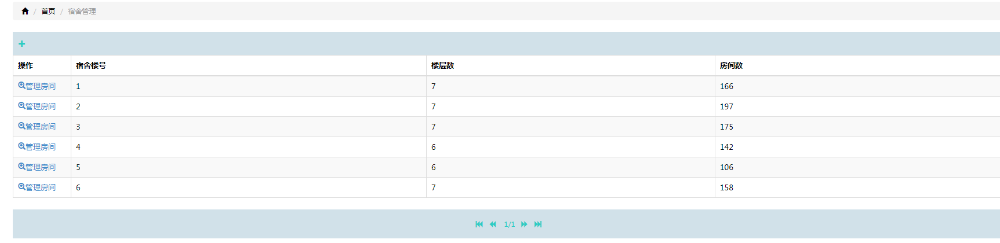 / 首页 / 宿舍管理
操作 宿舍楼号 楼层数 房间数
管理房间 1 7 166
管理房间 2 7 197
管理房间 3 7 175
管理房间 4 6 142
管理房间 5 6 106
管理房间 6 7 158
1/1